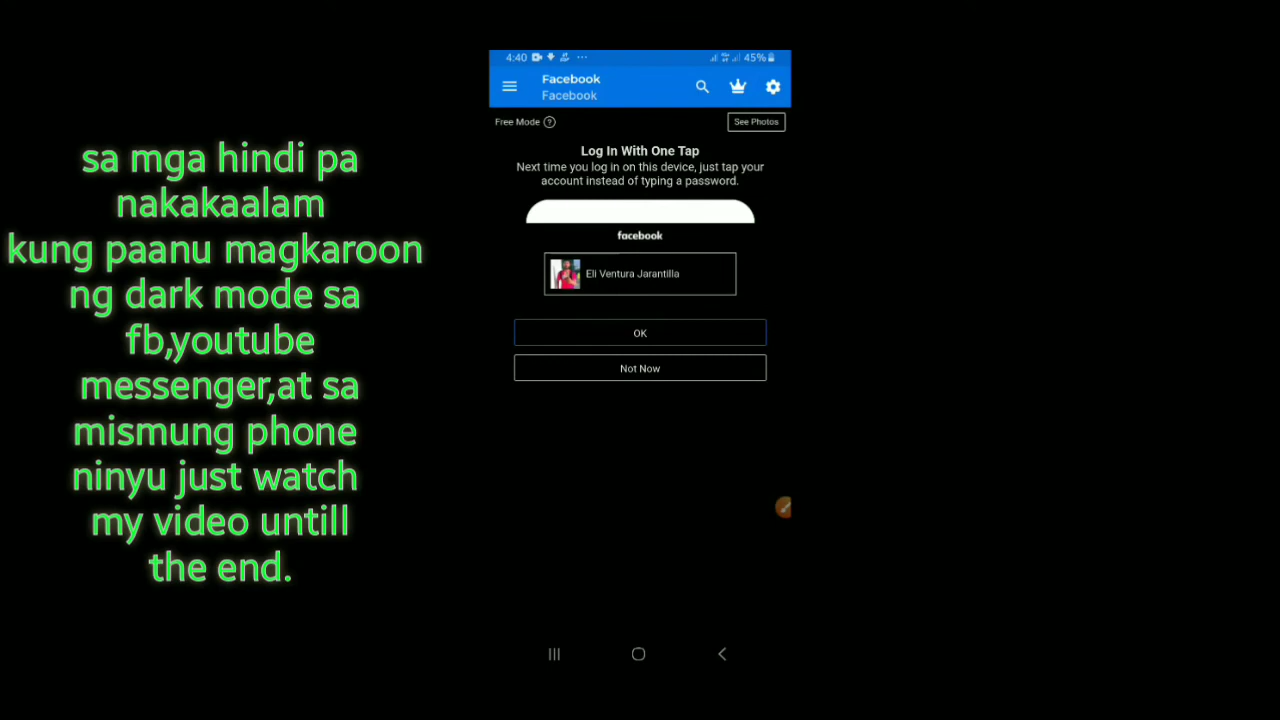 sa mga hindi pa
nakakaalam
kung paanu magkaroon
ng dark mode sa
fb,youtube
messenger,at sa
mismung phone
ninyu just watch
my video untill
the end.
4:40
45%
Facebook
Facebook
Free Mode ?
See Photos
Log In With One Tap
Next time you log in on this device, just tap your
account instead of typing a password.
facebook
Eli Ventura Jarantilla
OK
Not Now